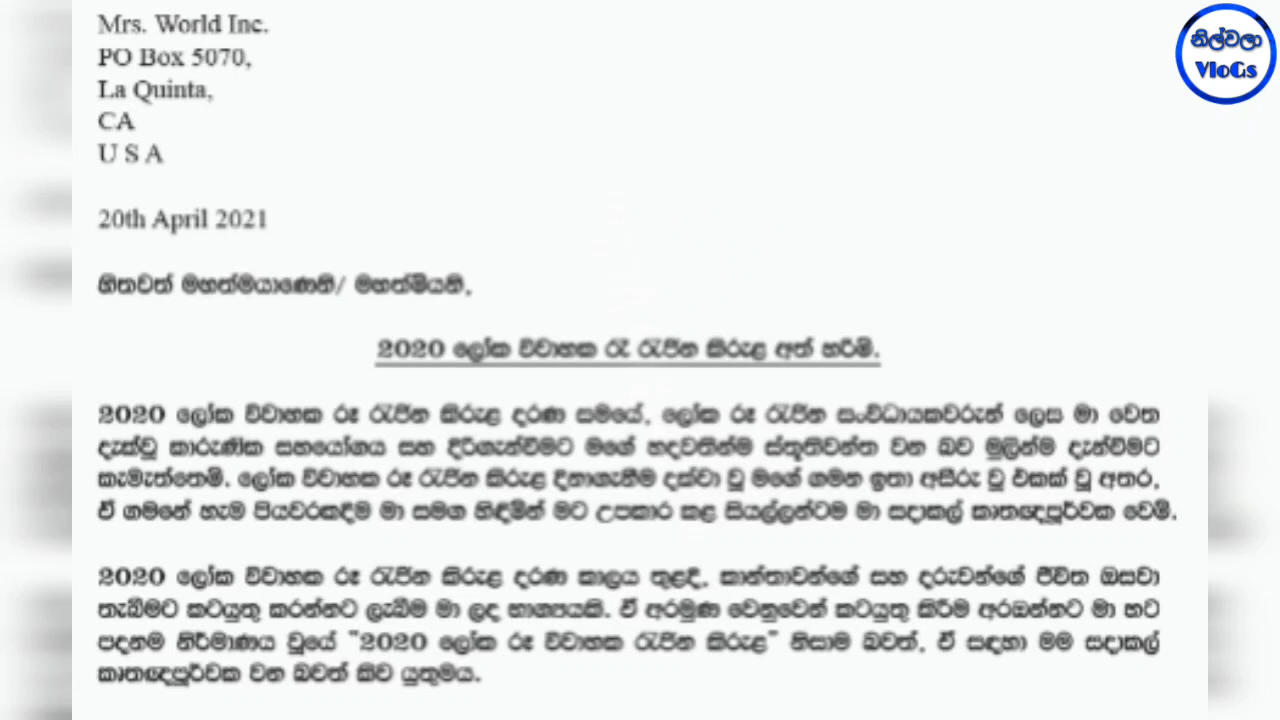 Mrs. World Inc.
PO Box 5070,
La Quinta,
CA
U S A
20th April 2021
හිතවත් මහත්මයාණෙනි/ මහත්මියනි,
2020 ලෝක විවාහක රූ රැජින කිරුළ අත් හරිමි.
2020 ලෝක විවාහක රූ රැජින කිරුළ දරණ සමයේ, ලෝක රූ රැජින සංවිධායකවරුන් ලෙස මා වෙත
දැක්වූ කාරුණික සහයෝගය සහ දිරිගැන්වීමට මගේ හදවතින්ම ස්තූතිවන්ත වන බව මුලින්ම දැන්වීමට
කැමැත්තෙමි. ලෝක විවාහක රූ රැජින කිරුළ දිනාගැනීම දක්වා වූ මගේ ගමන ඉතා අසීරු වූ එකක් වූ අතර,
ඒ ගමනේ හැම පියවරකදීම මා සමග හිඳිමින් මට උපකාර කළ සියල්ලන්ටම මා සදාකල් කෘතඥපූර්වක වෙමි.
2020 ලෝක විවාහක රූ රැජින කිරුළ දරණ කාලය තුළදී, කාන්තාවන්ගේ සහ දරුවන්ගේ ජීවිත ඔසවා
තැබීමට කටයුතු කරන්නට ලැබීම මා ලද භාග්‍යයකි. ඒ අරමුණ වෙනුවෙන් කටයුතු කිරීම අරඹන්නට මා හට
පදනම නිර්මාණය වූයේ "2020 ලෝක රූ විවාහක රැජින කිරුළ" නිසාම බවත්, ඒ සඳහා මම සදාකල්
කෘතඥපූර්වක වන බවත් කිව යුතුමය.
නිල්වලා
VloGs